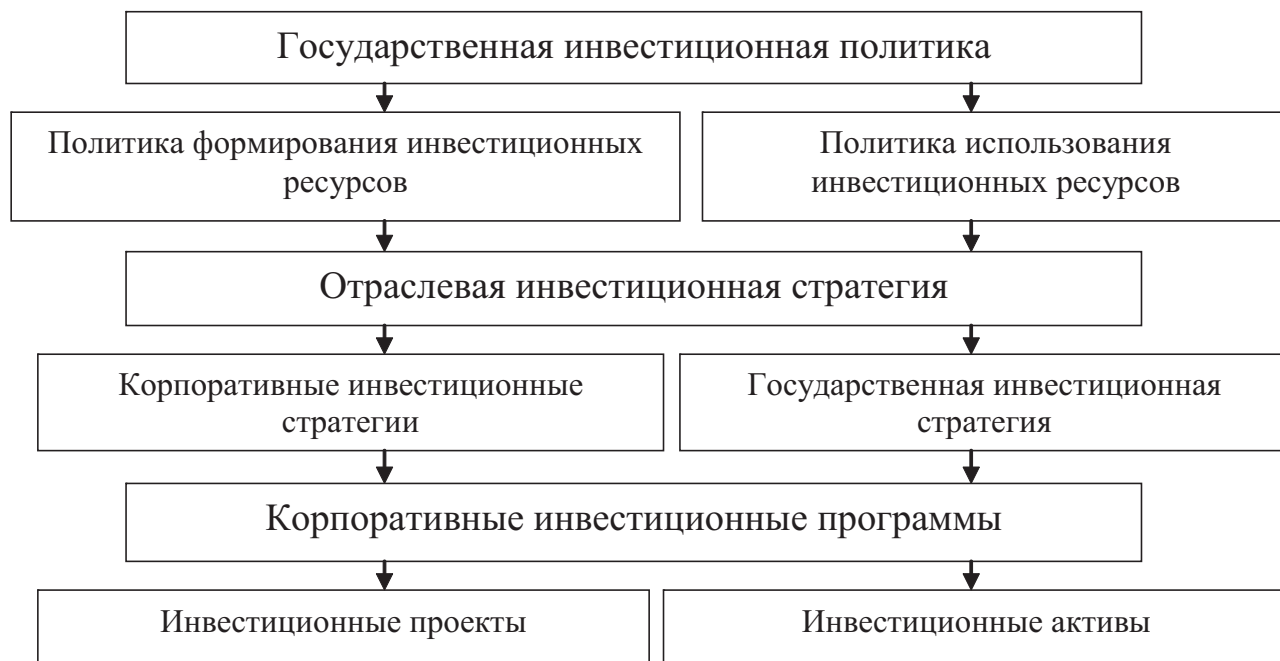 Государственная инвестиционная политика
Политика формирования инвестиционных
ресурсов
Политика использования
инвестиционных ресурсов
Отраслевая инвестиционная стратегия
Корпоративные инвестиционные
стратегии
Государственная инвестиционная
стратегия
Корпоративные инвестиционные программы
Инвестиционные проекты
Инвестиционные активы